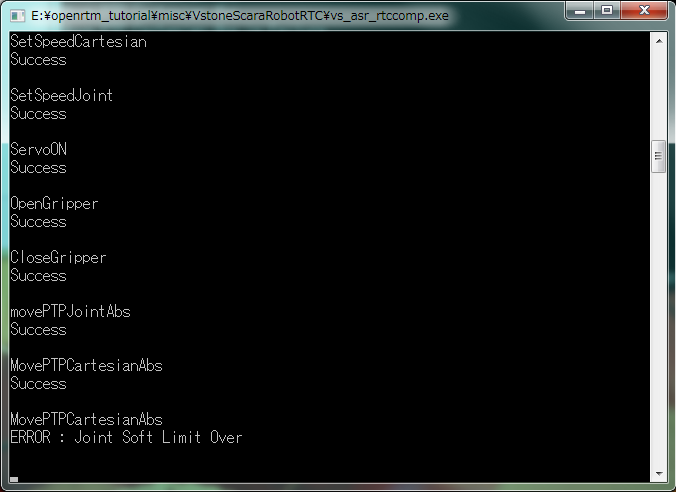 E:¥openrtm_tutorial¥misc¥VstoneScaraRobotRTC¥vs_asr_rtccomp.exe
SetSpeedCartesian
Success
SetSpeedJoint
Success
ServoON
Success
OpenGripper
Success
CloseGripper
Success
movePTPJointAbs
Success
MovePTPCartesianAbs
Success
MovePTPCartesianAbs
ERROR : Joint Soft Limit Over